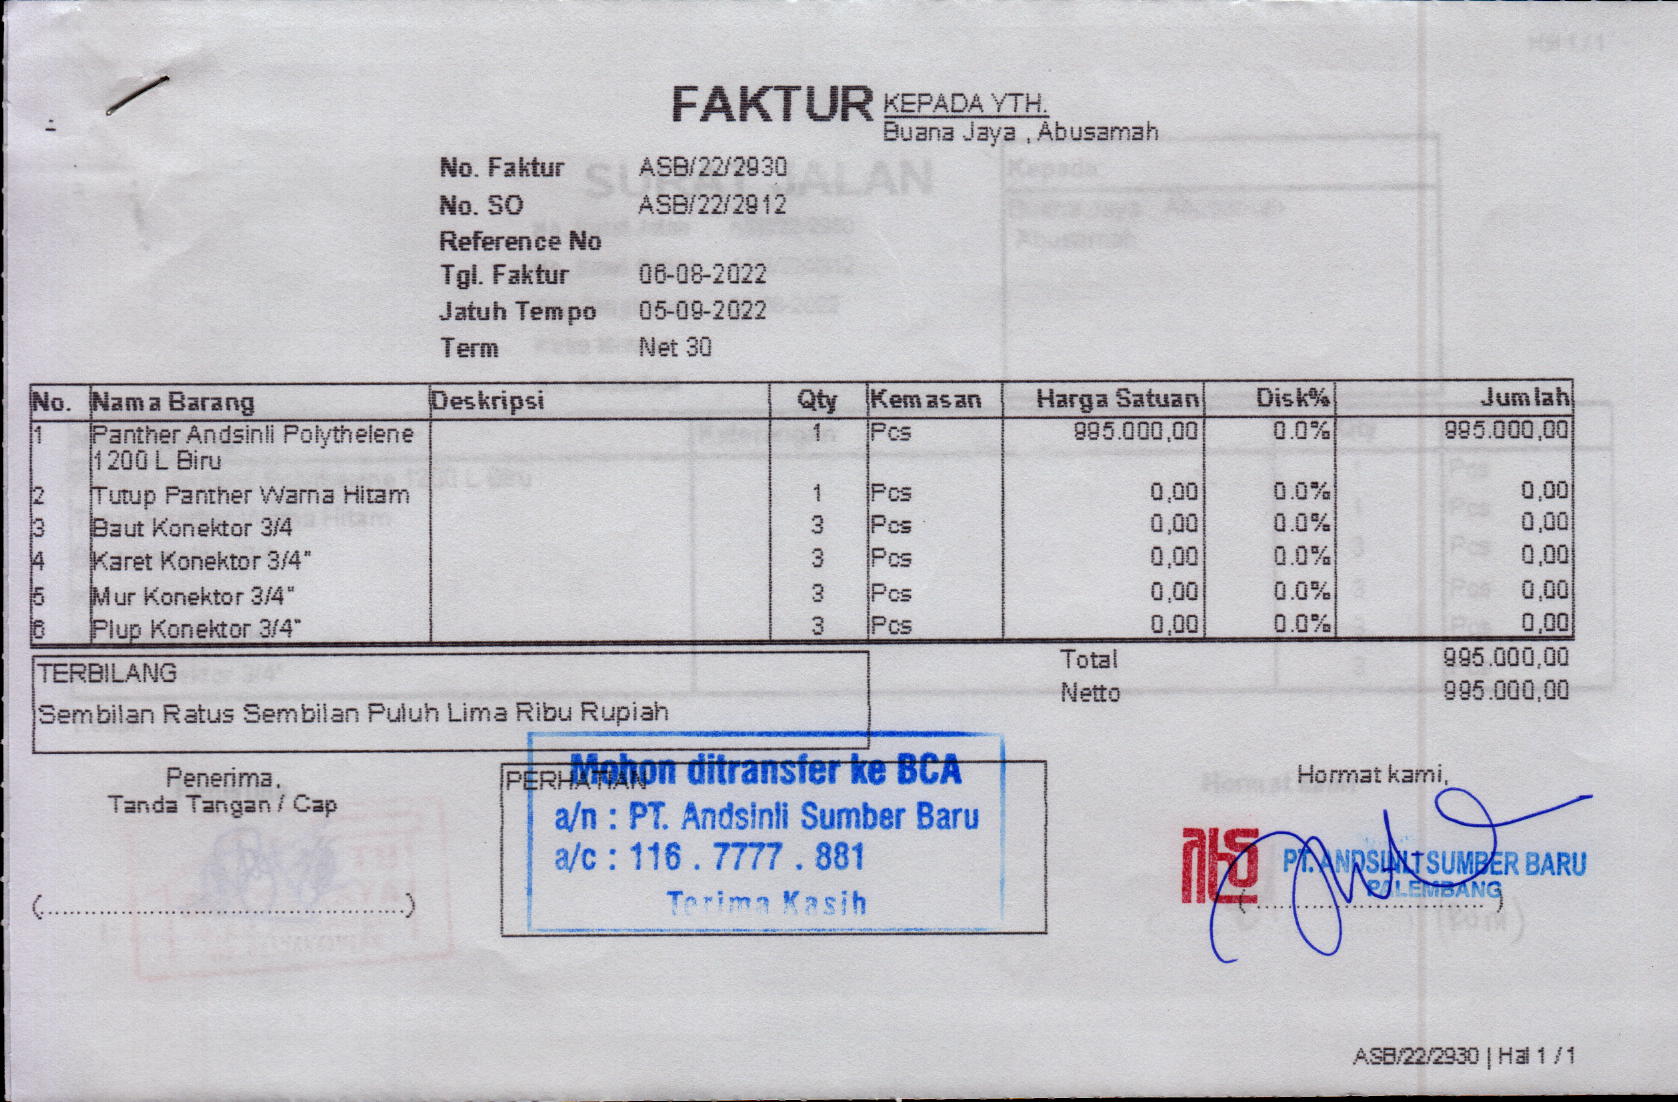 FAKTUR
KEPADA YTH.
Buana Jaya , Abusamah
No. Faktur ASB/22/2930
No. SO ASB/22/2912
Reference No
Tgl. Faktur 06-08-2022
Jatuh Tempo 05-09-2022
Term Net 30
No. Nama Barang Deskripsi Qty Kemasan Harga Satuan Disk% Jumlah
1 Panther Andsinli Polythelene 1 Pcs 995.000,00 0.0% 995.000,00
1200 L Biru
2 Tutup Panther Warna Hitam 1 Pcs 0,00 0.0% 0,00
3 Baut Konektor 3/4 3 Pcs 0,00 0.0% 0,00
4 Karet Konektor 3/4" 3 Pcs 0,00 0.0% 0,00
5 Mur Konektor 3/4" 3 Pcs 0,00 0.0% 0,00
6 Plup Konektor 3/4" 3 Pcs 0,00 0.0% 0,00
Total 995.000,00
Netto 995.000,00
TERBILANG
Sembilan Ratus Sembilan Puluh Lima Ribu Rupiah
Penerima,
Tanda Tangan / Cap
(....................................................)
PERHATIAN
Mohon ditransfer ke BCA
a/n : PT. Andsinli Sumber Baru
a/c : 116 . 7777 . 881
Terima Kasih
Hormat kami,
PT. ANDSINLI SUMBER BARU
PALEMBANG
(....................................)
ASB/22/2930 | Hal 1 / 1